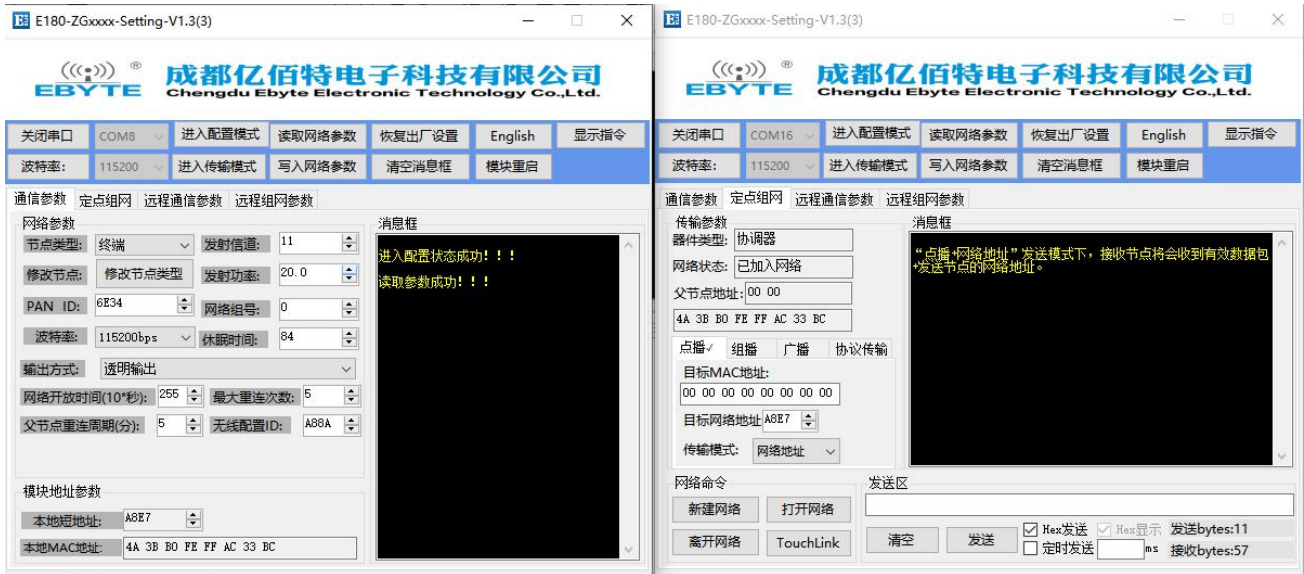 E180-ZGxxxx-Setting-V1.3(3)
EBYTE ®
成都亿佰特电子科技有限公司
Chengdu Ebyte Electronic Technology Co.,Ltd.
关闭串口 COM8 进入配置模式 读取网络参数 恢复出厂设置 English 显示指令
波特率: 115200 进入传输模式 写入网络参数 清空消息框 模块重启
通信参数 定点组网 远程通信参数 远程组网参数
网络参数
节点类型: 终端 发射信道: 11
修改节点: 修改节点类型 发射功率: 20.0
PAN ID: 6E34 网络组号: 0
波特率: 115200bps 休眠时间: 84
输出方式: 透明输出
网络开放时间(10*秒): 255 最大重连次数: 5
父节点重连周期(分): 5 无线配置ID: A88A
模块地址参数
本地短地址: A8E7
本地MAC地址: 4A 3B B0 FE FF AC 33 BC
消息框
进入配置状态成功!!!
读取参数成功!!!
E180-ZGxxxx-Setting-V1.3(3)
EBYTE ®
成都亿佰特电子科技有限公司
Chengdu Ebyte Electronic Technology Co.,Ltd.
关闭串口 COM16 进入配置模式 读取网络参数 恢复出厂设置 English 显示指令
波特率: 115200 进入传输模式 写入网络参数 清空消息框 模块重启
通信参数 定点组网 远程通信参数 远程组网参数
传输参数
器件类型: 协调器
网络状态: 已加入网络
父节点地址: 00 00
4A 3B B0 FE FF AC 33 BC
点播√ 组播 广播 协议传输
目标MAC地址:
00 00 00 00 00 00 00 00
目标网络地址 A8E7
传输模式: 网络地址
消息框
“点播+网络地址”发送模式下，接收节点将会收到有效数据包
+发送节点的网络地址。
网络命令
新建网络 打开网络
离开网络 TouchLink
发送区
清空 发送 Hex发送 Hex显示 发送bytes:11
定时发送 ms 接收bytes:57